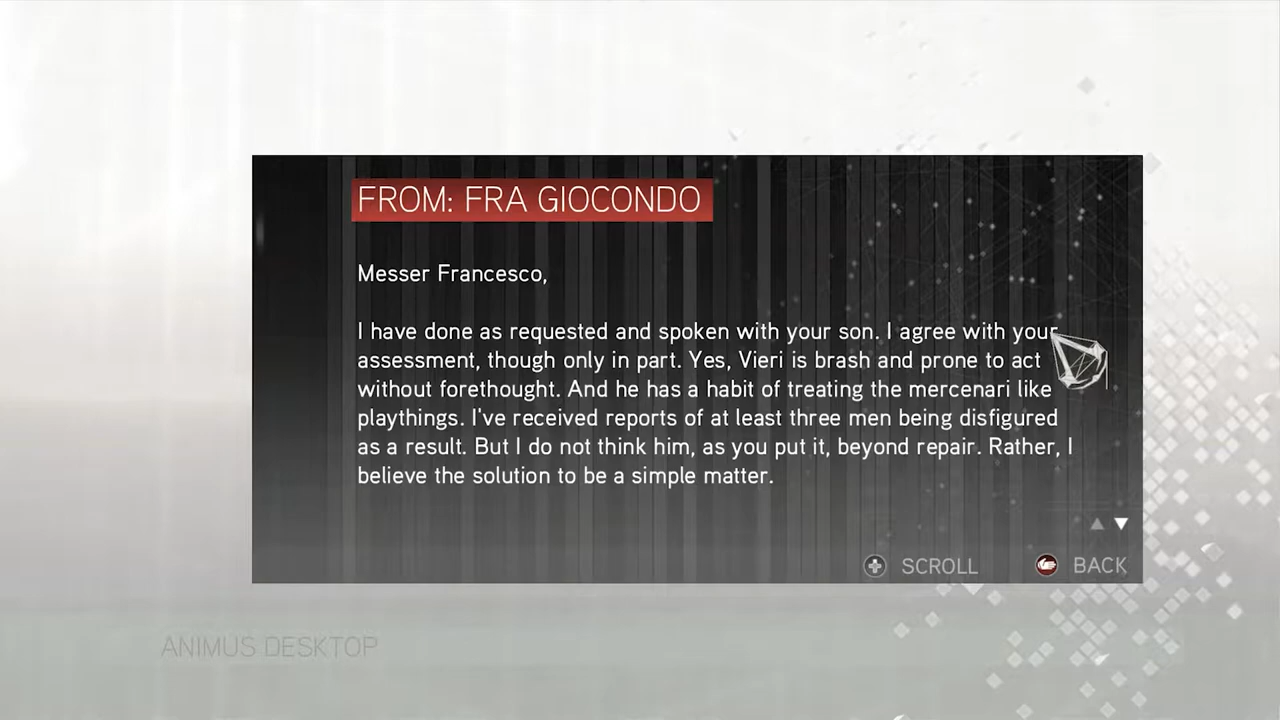 FROM: FRA GIOCONDO
Messer Francesco,
I have done as requested and spoken with your son. I agree with your
assessment, though only in part. Yes, Vieri is brash and prone to act
without forethought. And he has a habit of treating the mercenari like
playthings. I've received reports of at least three men being disfigured
as a result. But I do not think him, as you put it, beyond repair. Rather, I
believe the solution to be a simple matter.
SCROLL BACK
ANIMUS DESKTOP